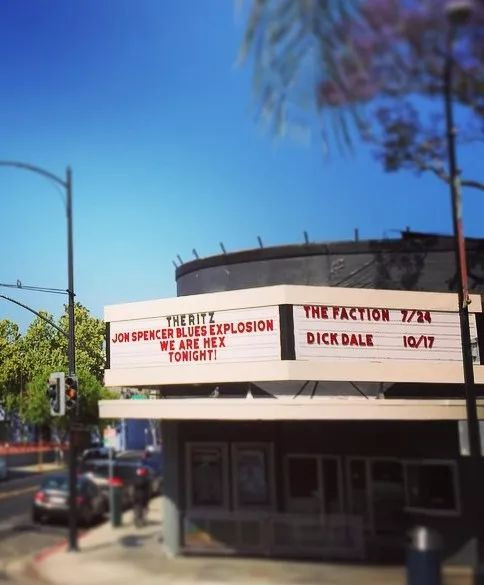 THE RITZ
JON SPENCER BLUES EXPLOSION
WE ARE HEX
TONIGHT!
THE FACTION 7/24
DICK DALE 10/17